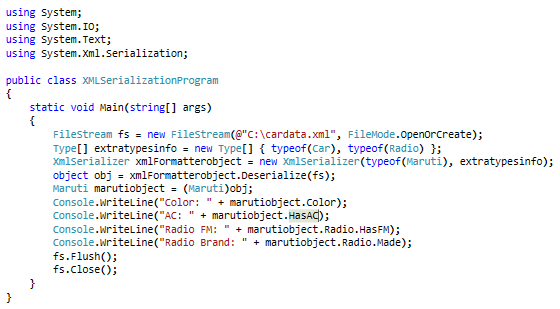 using System;
using System.IO;
using System.Text;
using System.Xml.Serialization;
public class XMLSerializationProgram
{
static void Main(string[] args)
{
FileStream fs = new FileStream(@"C:\cardata.xml", FileMode.OpenOrCreate);
Type[] extratypesinfo = new Type[] { typeof(Car), typeof(Radio) };
XmlSerializer xmlFormatterobject = new XmlSerializer(typeof(Maruti), extratypesinfo);
object obj = xmlFormatterobject.Deserialize(fs);
Maruti marutiobject = (Maruti)obj;
Console.WriteLine("Color: " + marutiobject.Color);
Console.WriteLine("AC: " + marutiobject.HasAC);
Console.WriteLine("Radio FM: " + marutiobject.Radio.HasFM);
Console.WriteLine("Radio Brand: " + marutiobject.Radio.Made);
fs.Flush();
fs.Close();
}
}